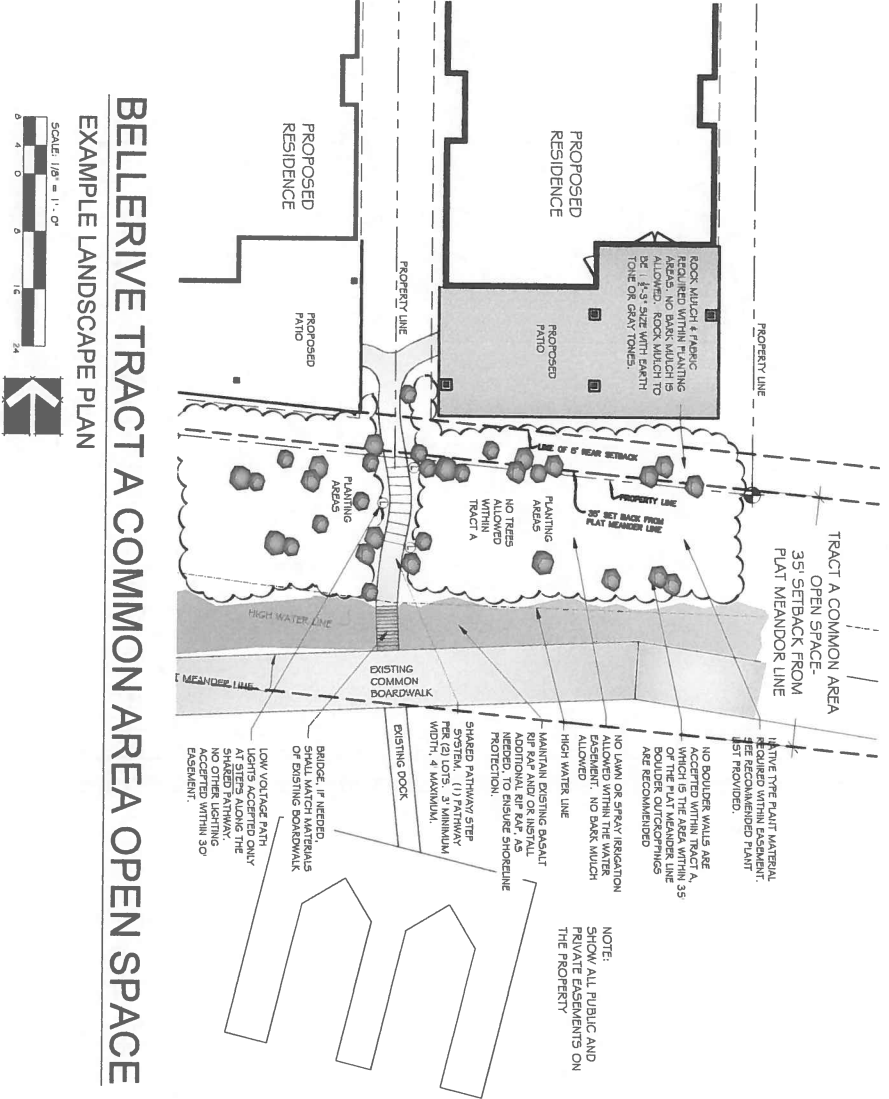 TRACT A COMMON AREA
OPEN SPACE-
35' SETBACK FROM
PLAT MEANDOR LINE
NATIVE TYPE PLANT MATERIAL
REQUIRED WITHIN EASEMENT.
SEE RECOMMENDED PLANT
LIST PROVIDED.
NO BOULDER WALLS ARE
ACCEPTED WITHIN TRACT A,
WHICH IS THE AREA WITHIN 35'
OF THE PLAT MEANDER LINE
BOULDER OUTCROPPINGS
ARE RECOMMENDED
NO LAWN OR SPRAY IRRIGATION
ALLOWED WITHIN THE WATER
EASEMENT. NO BARK MULCH
ALLOWED
HIGH WATER LINE
MAINTAIN EXISTING BASALT
RIP RAP AND/ OR INSTALL
ADDITIONAL RIP RAP, AS
NEEDED, TO ENSURE SHORELINE
PROTECTION.
SHARED PATHWAY/ STEP
SYSTEM. (1) PATHWAY
PER (2) LOTS. 3' MINIMUM
WIDTH, 4' MAXIMUM.
BRIDGE, IF NEEDED,
SHALL MATCH MATERIALS
OF EXISTING BOARDWALK
LOW VOLTAGE PATH
LIGHTS ACCEPTED ONLY
AT STEPS ALONG THE
SHARED PATHWAY.
NO OTHER LIGHTING
ACCEPTED WITHIN 30'
EASEMENT.
NOTE:
SHOW ALL PUBLIC AND
PRIVATE EASEMENTS ON
THE PROPERTY
PROPERTY LINE
ROCK MULCH & FABRIC
REQUIRED WITHIN PLANTING
AREAS. NO BARK MULCH IS
ALLOWED. ROCK MULCH TO
TONE OR GRAY TONES.
PROPOSED
RESIDENCE
PROPOSED
PATIO
LINE OF 6' REAR SETBACK
PROPERTY LINE
35' SET BACK FROM
PLAT MEANDER LINE
PLANTING
AREAS
NO TREES
ALLOWED
WITHIN
TRACT A
PROPERTY LINE
PROPOSED
RESIDENCE
PROPOSED
PATIO
PLANTING
AREAS
HIGH WATER LINE
MEANDER LINE
EXISTING
COMMON
BOARDWALK
EXISTING DOCK
BELLERIVE TRACT A COMMON AREA OPEN SPACE
EXAMPLE LANDSCAPE PLAN
SCALE: 1/8" = 1'- 0"
8 4 0 8 16 24